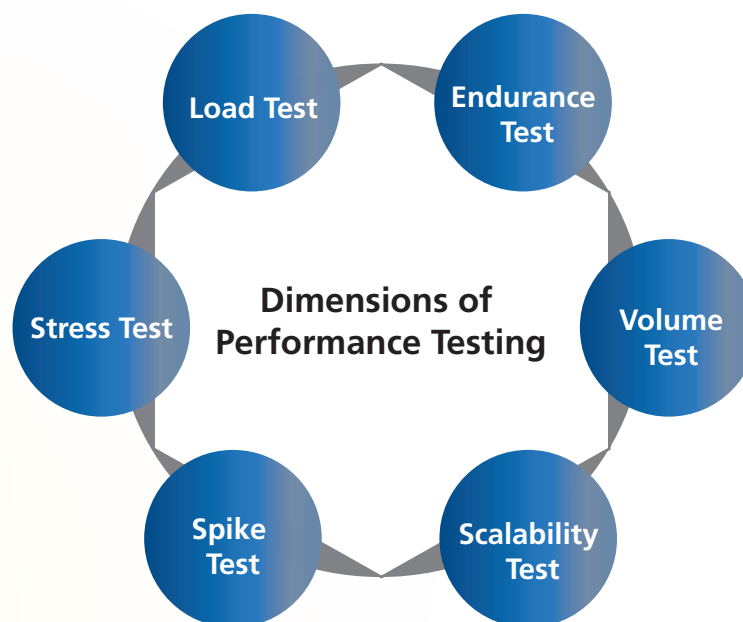 Load Test
Endurance
Test
Stress Test
Dimensions of
Performance Testing
Volume
Test
Spike
Test
Scalability
Test